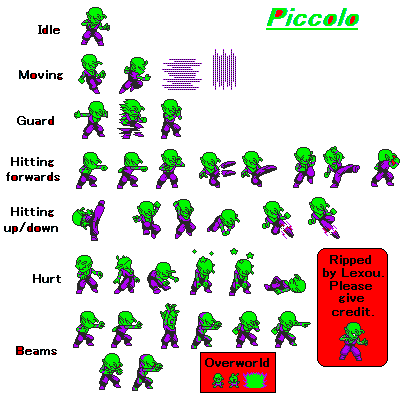 Piccolo
Idle
Moving
Guard
Hitting
forwards
Hitting
up/down
Hurt
Beams
Ripped
by Lexou.
Please
give
credit.
Overworld